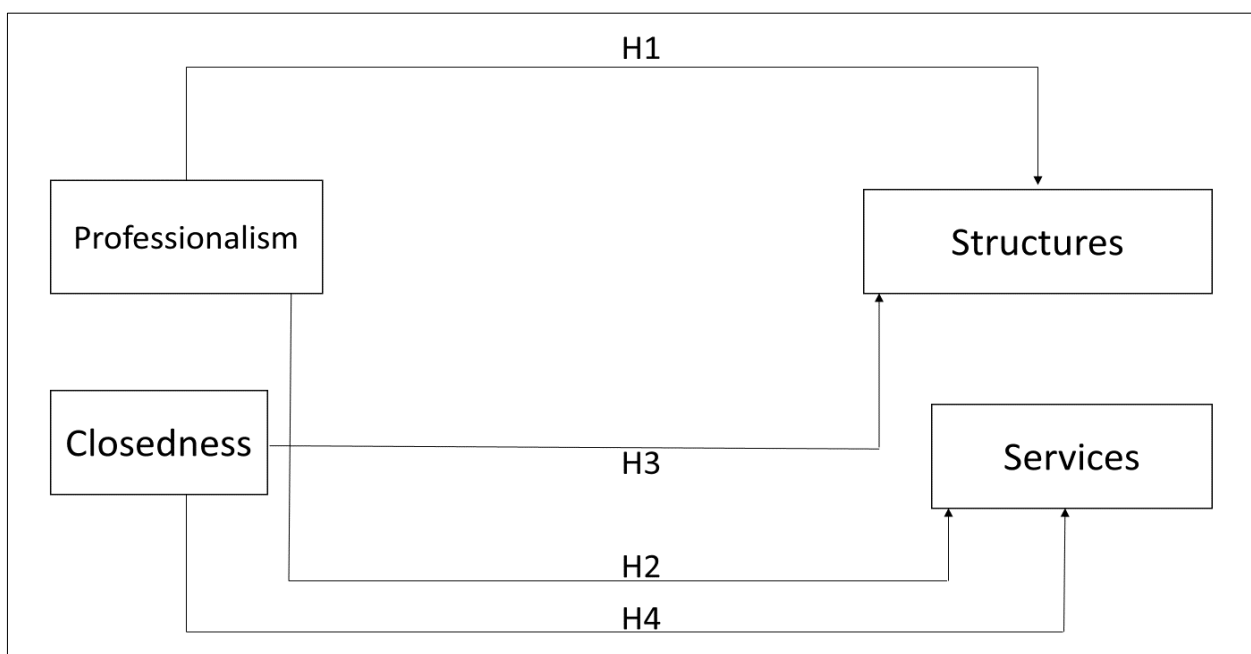 H1
Professionalism
Structures
Closedness
Services
H3
H2
H4